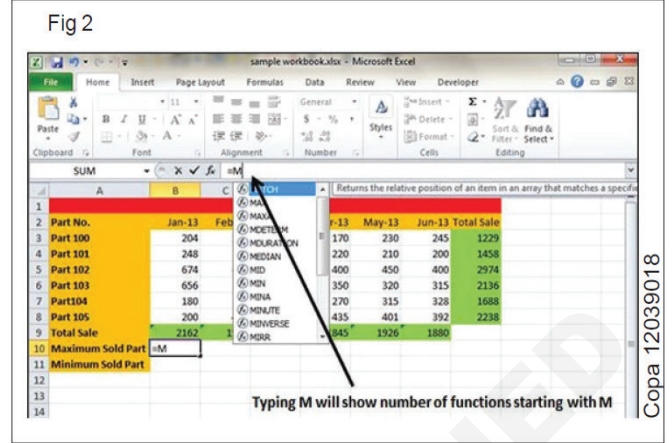 Fig 2
sample workbook.xlsx - Microsoft Excel
File Home Insert Page Layout Formulas Data Review View Developer
Paste
B I U
11
A A
General
$ - % ,
Styles
Insert
Delete
Format
Σ
Sort & Find &
Filter Select
Clipboard Font Alignment Number Cells Editing
SUM fx =M
MATCH Returns the relative position of an item in an array that matches a specifie
A B C
1 MAX
MAXA
2 Part No. Jan-13 Feb r-13 May-13 Jun-13 Total Sale
MDETERM
3 Part 100 204 170 230 245 1229
MDURATION
4 Part 101 248 220 210 200 1458
MEDIAN
5 Part 102 674 400 450 400 2974
MID
6 Part 103 656 350 320 315 2136
MIN
MINA
7 Part104 180 270 315 328 1688
MINUTE
8 Part 105 200 435 401 392 2238
MINVERSE
9 Total Sale 2162 1 845 1926 1880
MIRR
10 Maximum Sold Part =M
11 Minimum Sold Part
12
13
14
Typing M will show number of functions starting with M
Copa 12039018